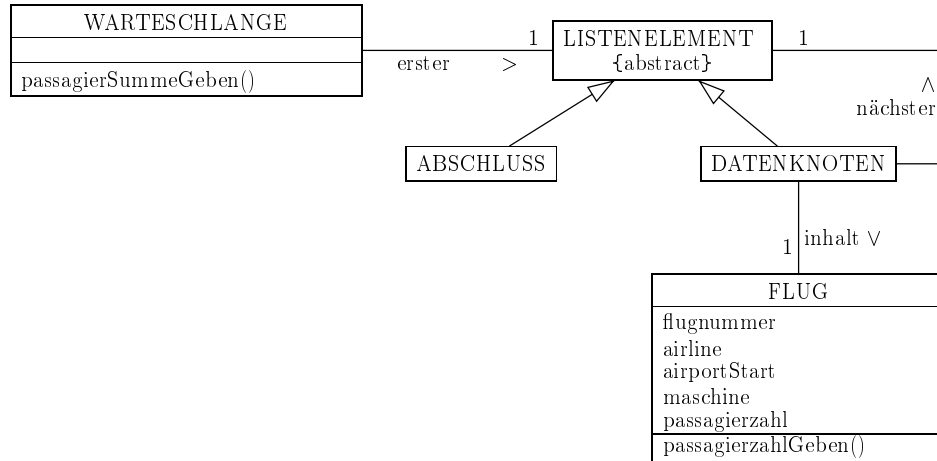 WARTESCHLANGE
passagierSummeGeben()
erster >
1
LISTENELEMENT
{abstract}
1
∧
nächster
ABSCHLUSS
DATENKNOTEN
inhalt ∨
1
FLUG
flugnummer
airline
airportStart
maschine
passagierzahl
passagierzahlGeben()